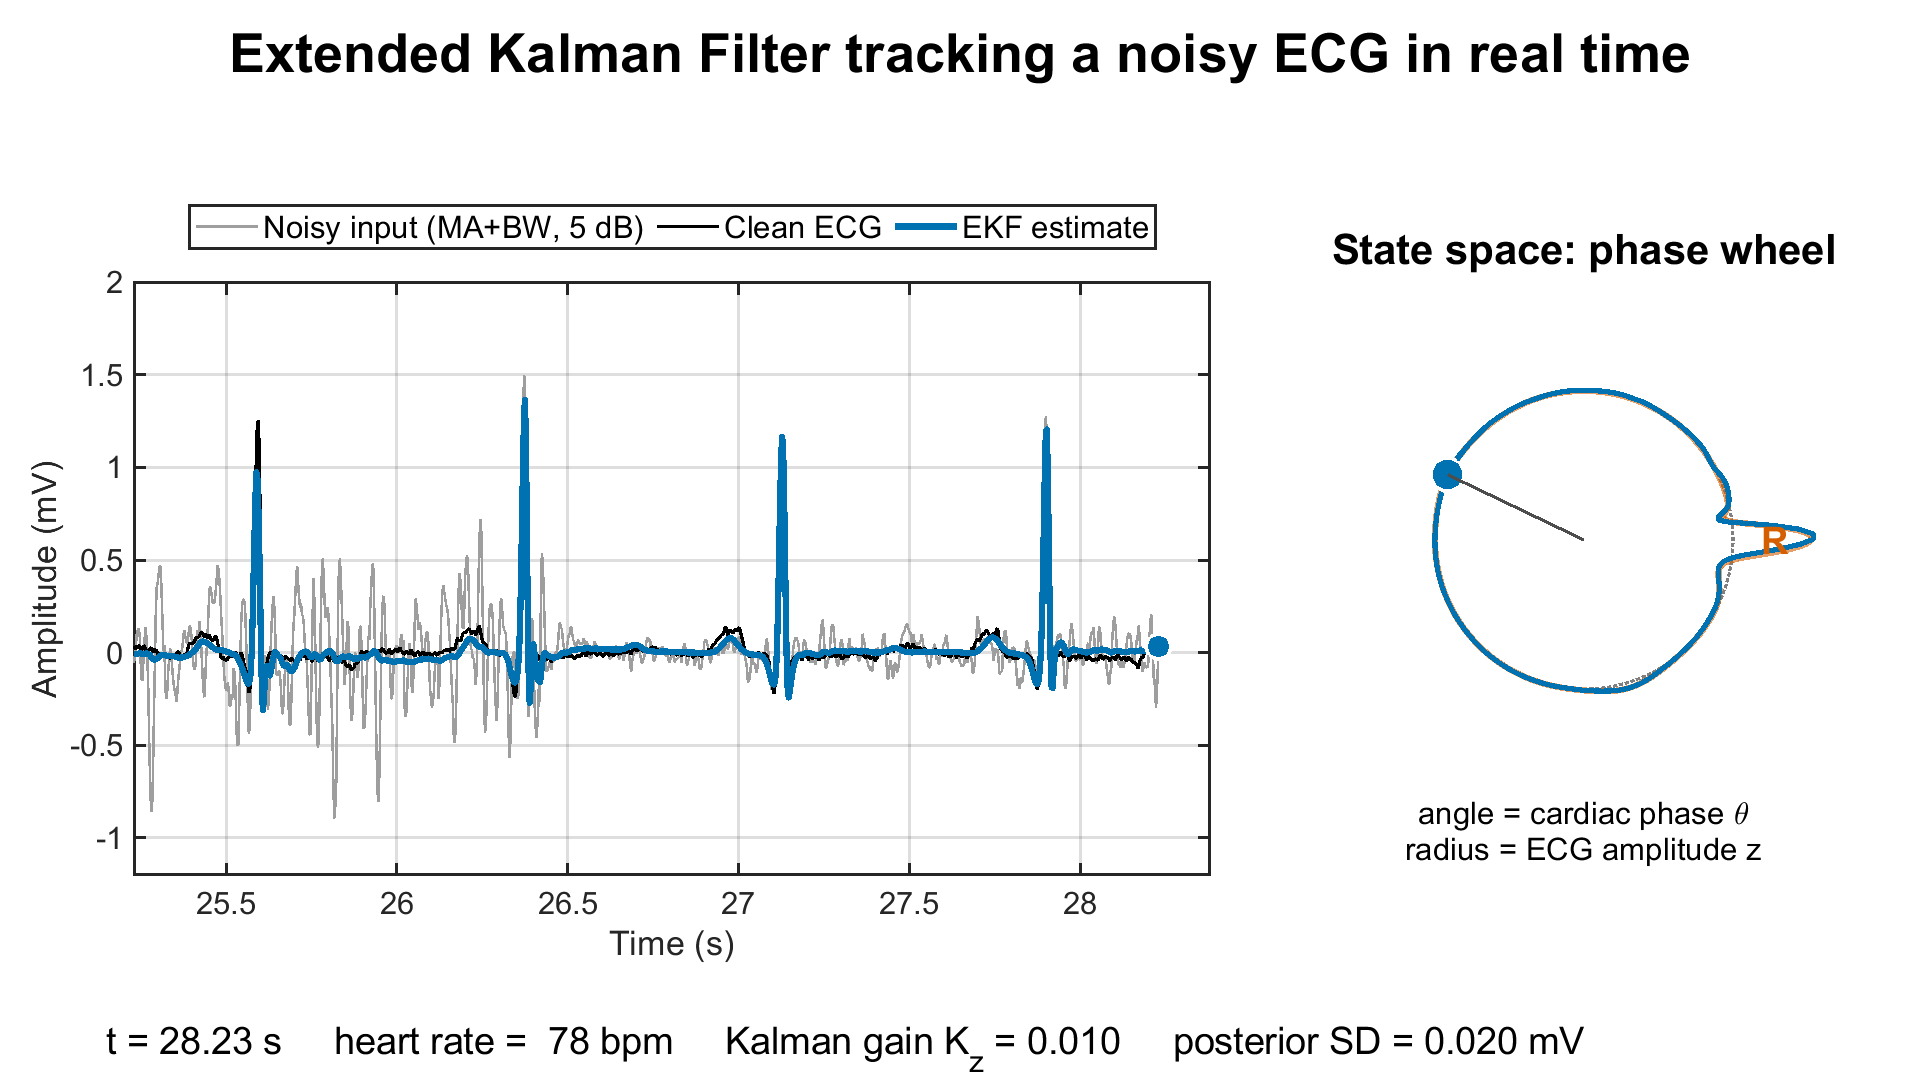 Extended Kalman Filter tracking a noisy ECG in real time
Noisy input (MA+BW, 5 dB) Clean ECG EKF estimate
State space: phase wheel
2
1.5
1
0.5
0
-0.5
-1
Amplitude (mV)
25.5 26 26.5 27 27.5 28
Time (s)
R
angle = cardiac phase θ
radius = ECG amplitude z
t = 28.23 s heart rate = 78 bpm Kalman gain K_z = 0.010 posterior SD = 0.020 mV